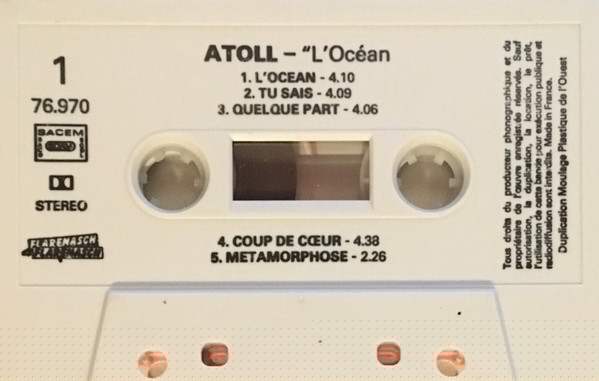 ATOLL – "L'Océan
1
76.970
1. L'OCEAN - 4.10
2. TU SAIS - 4.09
3. QUELQUE PART - 4.06
SACEM
STEREO
FLARENASCH
4. COUP DE CŒUR - 4.38
5. METAMORPHOSE - 2.26
Tous droits du producteur phonographique et du
propriétaire de l'œuvre enregistrée réservés. Sauf
autorisation, la duplication, la location, le prêt,
l'utilisation de cette bande pour exécution publique et
radiodiffusion sont interdits. Made in France.
Duplication Moulage Plastique de l'Ouest